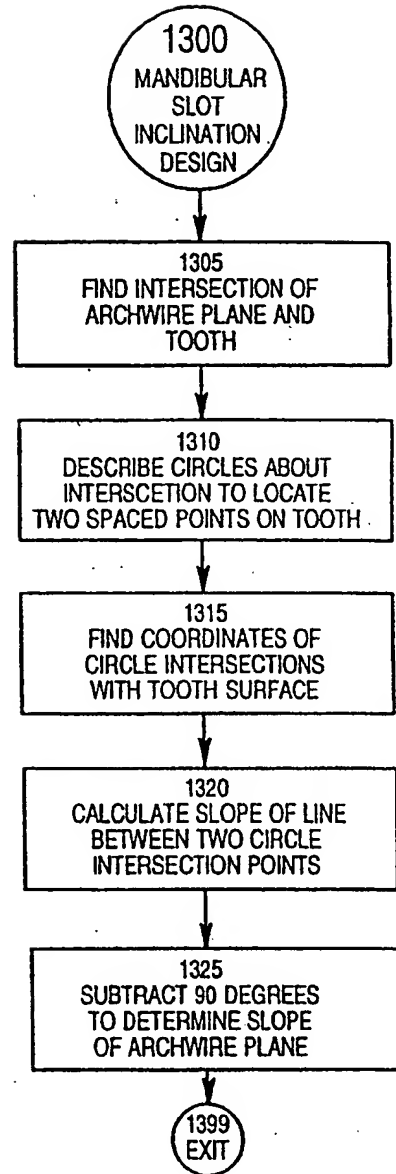 1300
MANDIBULAR
SLOT
INCLINATION
DESIGN
1305
FIND INTERSECTION OF
ARCHWIRE PLANE AND
TOOTH
1310
DESCRIBE CIRCLES ABOUT
INTERSCETION TO LOCATE
TWO SPACED POINTS ON TOOTH
1315
FIND COORDINATES OF
CIRCLE INTERSECTIONS
WITH TOOTH SURFACE
1320
CALCULATE SLOPE OF LINE
BETWEEN TWO CIRCLE
INTERSECTION POINTS
1325
SUBTRACT 90 DEGREES
TO DETERMINE SLOPE
OF ARCHWIRE PLANE
1399
EXIT